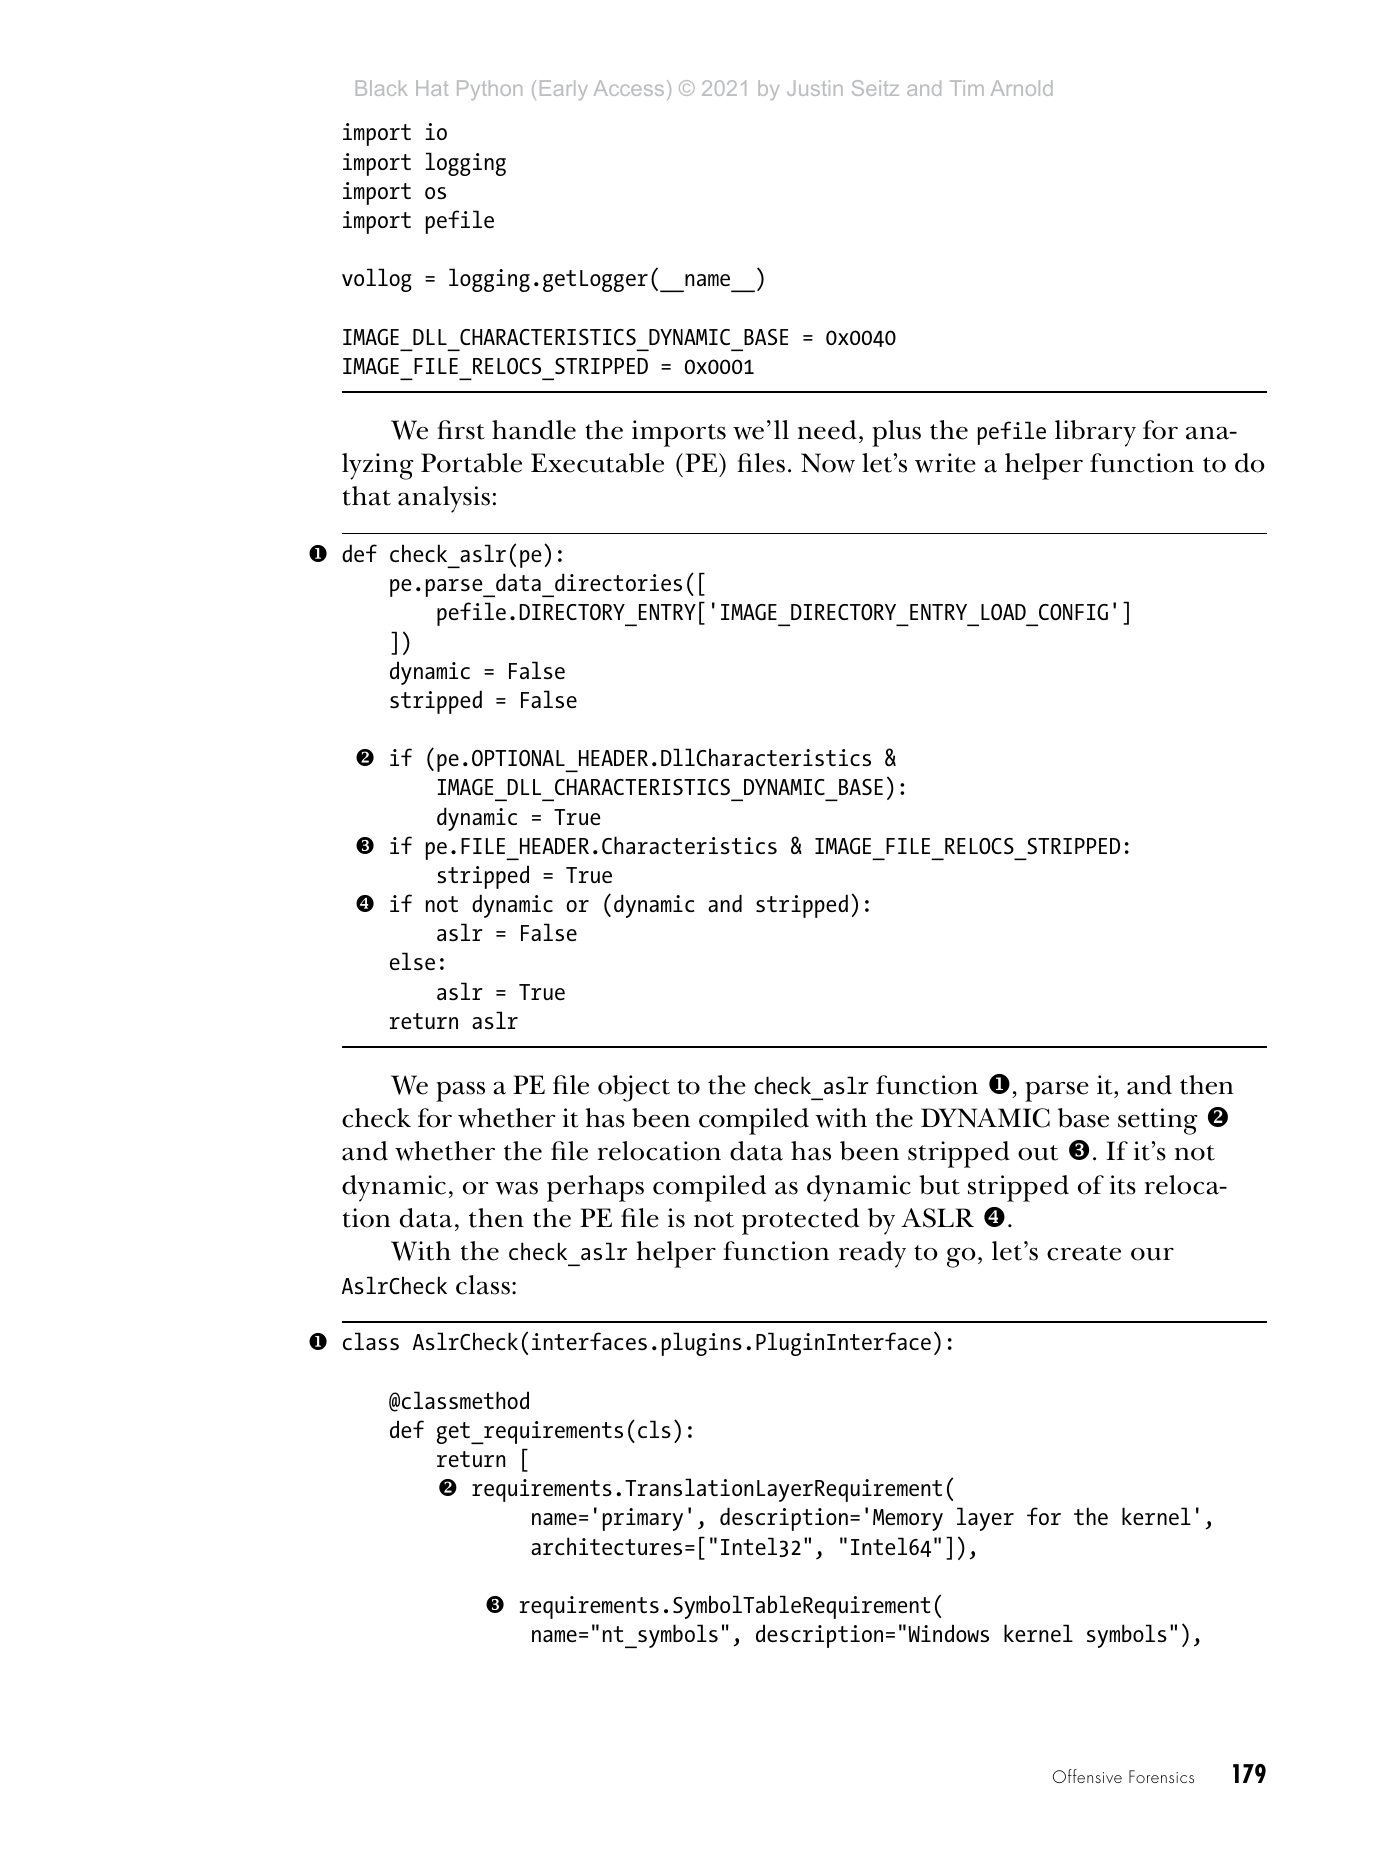 Black Hat Python (Early Access) © 2021 by Justin Seitz and Tim Arnold
import io
import logging
import os
import pefile
vollog = logging.getLogger(__name__)
IMAGE_DLL_CHARACTERISTICS_DYNAMIC_BASE = 0x0040
IMAGE_FILE_RELOCS_STRIPPED = 0x0001
We first handle the imports we’ll need, plus the pefile library for ana-
lyzing Portable Executable (PE) files. Now let’s write a helper function to do
that analysis:
❶ def check_aslr(pe):
    pe.parse_data_directories([
        pefile.DIRECTORY_ENTRY['IMAGE_DIRECTORY_ENTRY_LOAD_CONFIG']
    ])
    dynamic = False
    stripped = False
  ❷ if (pe.OPTIONAL_HEADER.DllCharacteristics &
        IMAGE_DLL_CHARACTERISTICS_DYNAMIC_BASE):
        dynamic = True
  ❸ if pe.FILE_HEADER.Characteristics & IMAGE_FILE_RELOCS_STRIPPED:
        stripped = True
  ❹ if not dynamic or (dynamic and stripped):
        aslr = False
    else:
        aslr = True
    return aslr
We pass a PE file object to the check_aslr function ❶, parse it, and then
check for whether it has been compiled with the DYNAMIC base setting ❷
and whether the file relocation data has been stripped out ❸. If it’s not
dynamic, or was perhaps compiled as dynamic but stripped of its reloca-
tion data, then the PE file is not protected by ASLR ❹.
With the check_aslr helper function ready to go, let’s create our
AslrCheck class:
❶ class AslrCheck(interfaces.plugins.PluginInterface):
    @classmethod
    def get_requirements(cls):
        return [
         ❷ requirements.TranslationLayerRequirement(
                name='primary', description='Memory layer for the kernel',
                architectures=["Intel32", "Intel64"]),
             ❸ requirements.SymbolTableRequirement(
                name="nt_symbols", description="Windows kernel symbols"),
Offensive Forensics 179